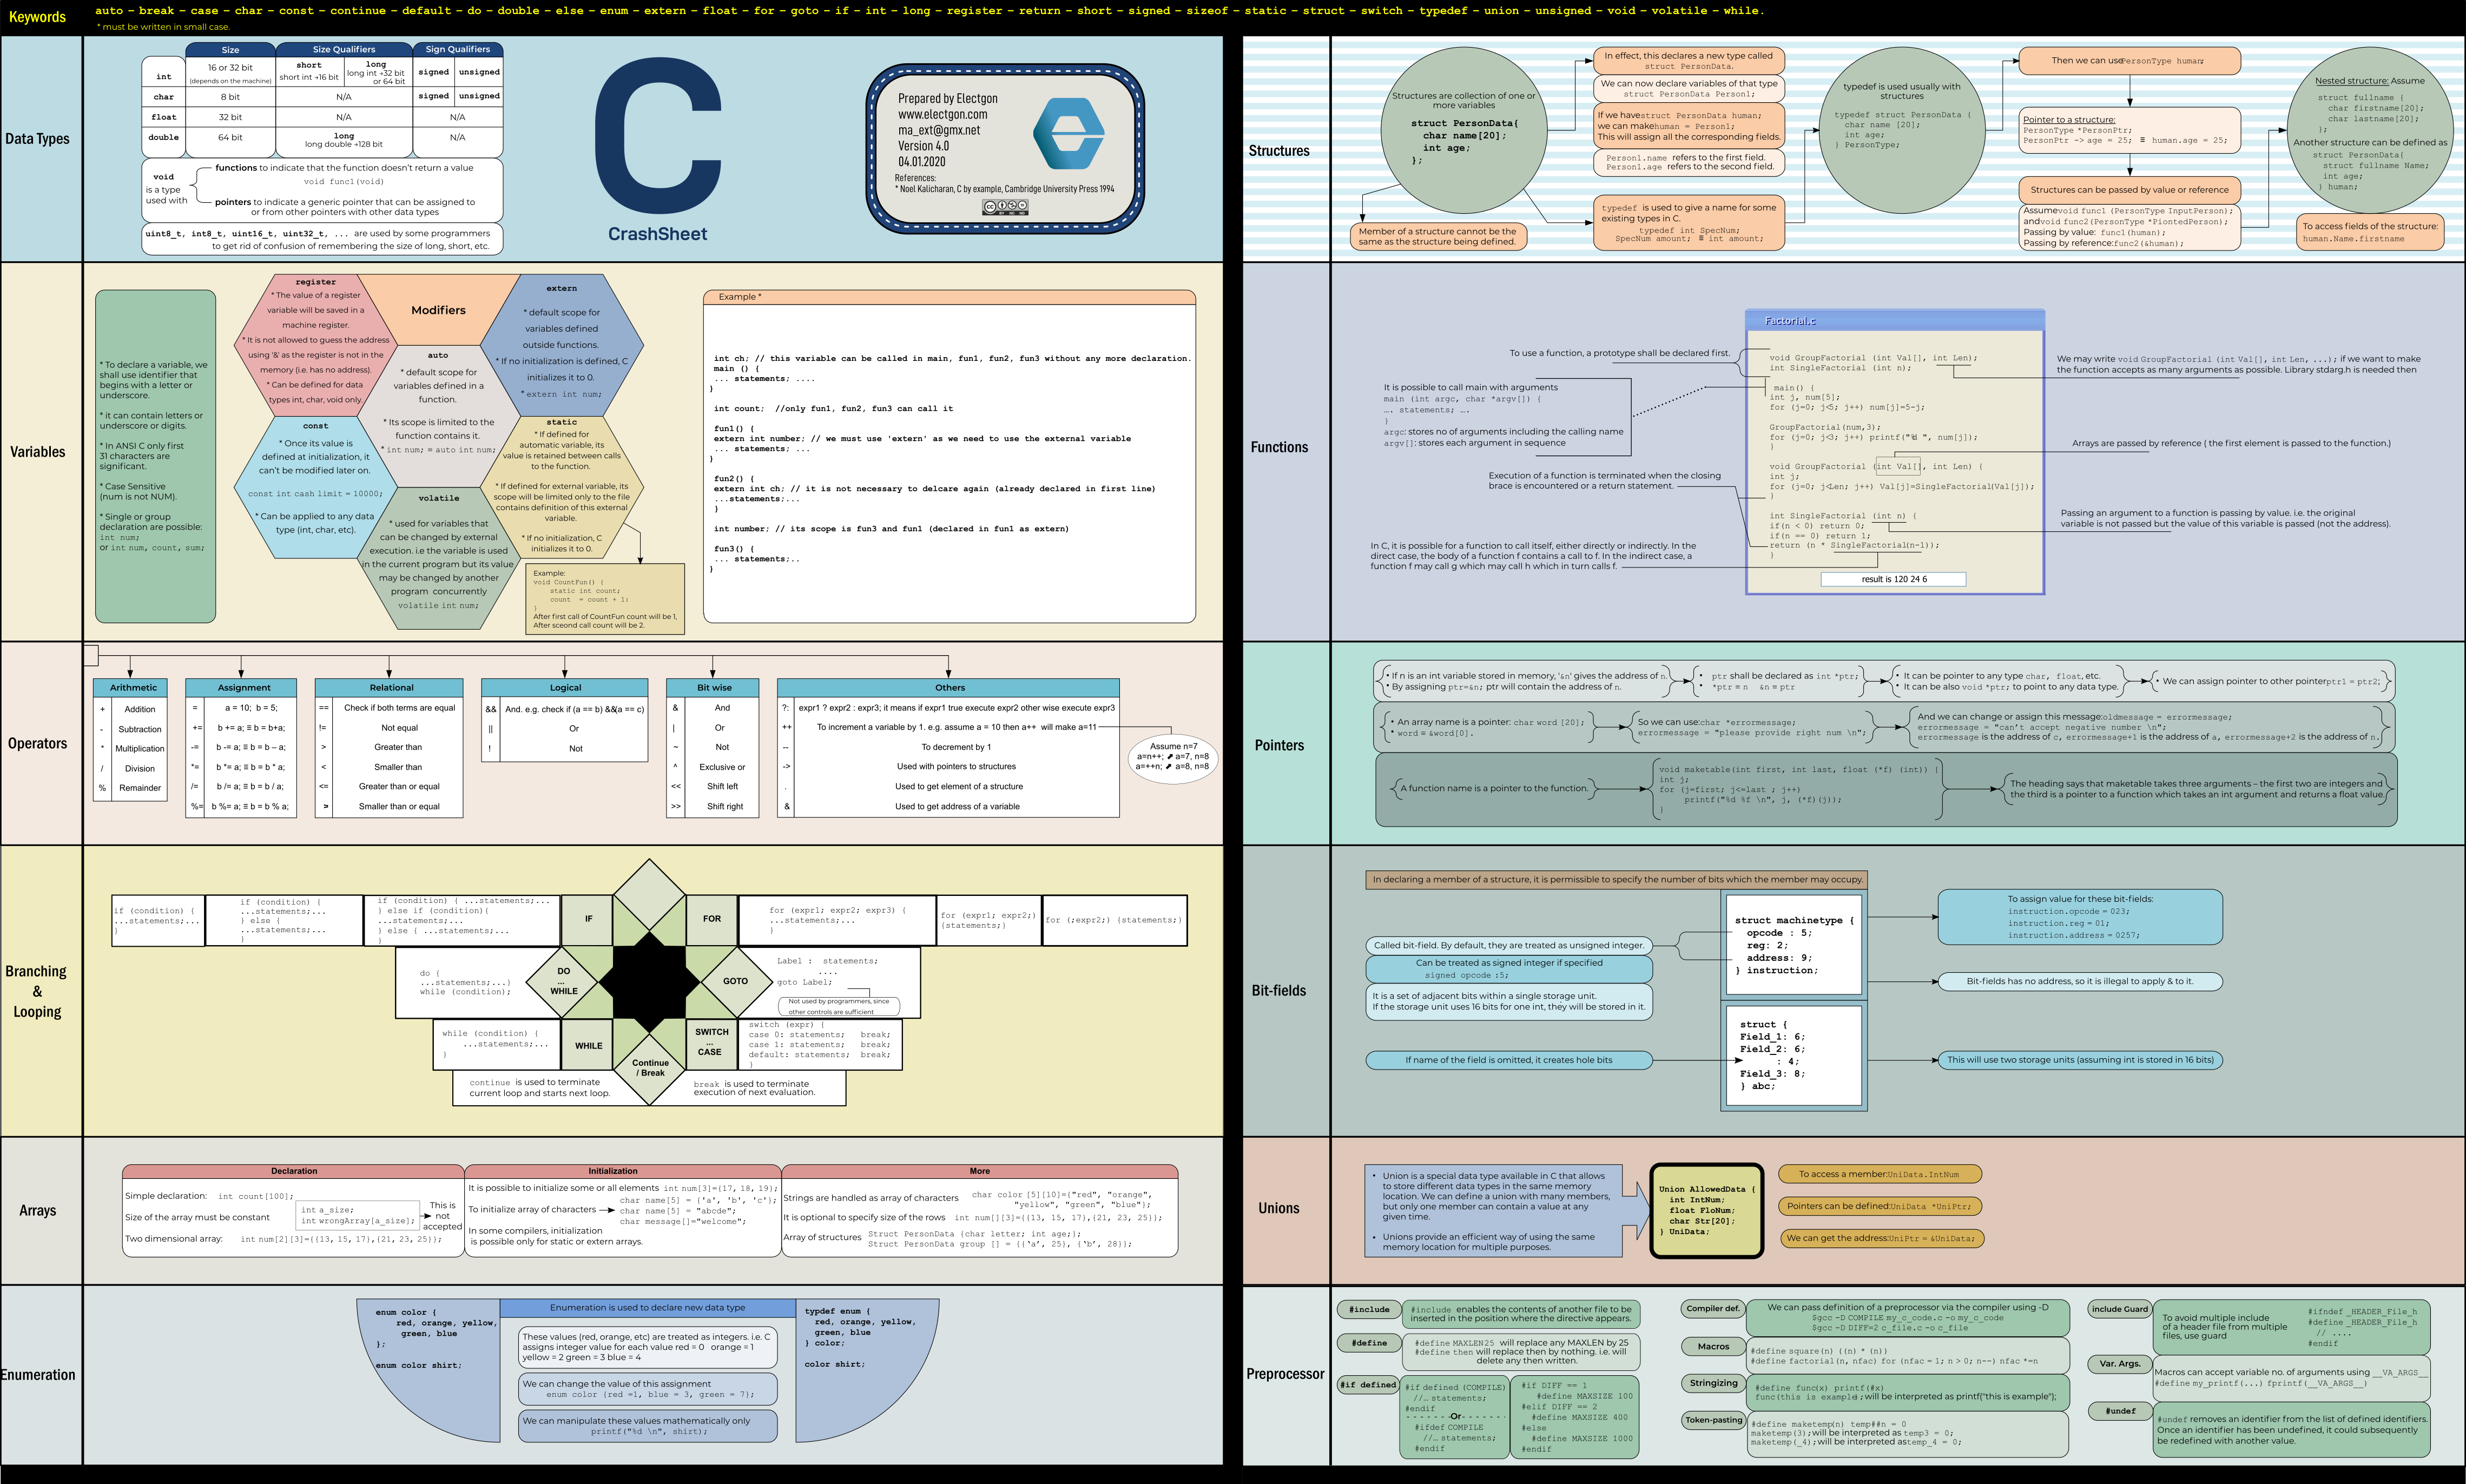 Keywords
auto – break – case – char – const – continue – default – do – double – else – enum – extern – float – for – goto – if – int – long – register – return – short – signed – sizeof – static – struct – switch – typedef – union – unsigned – void – volatile – while.
* must be written in small case.
Data Types
Size
Size Qualifiers
Sign Qualifiers
int
16 or 32 bit
(depends on the machine)
short
short int →16 bit
long
long int →32 bit
or 64 bit
signed
unsigned
char
8 bit
N/A
signed
unsigned
float
32 bit
N/A
N/A
double
64 bit
long
long double →128 bit
N/A
void
is a type
used with
functions to indicate that the function doesn't return a value
void func1(void)
pointers to indicate a generic pointer that can be assigned to
or from other pointers with other data types
uint8_t, int8_t, uint16_t, uint32_t, ... are used by some programmers
to get rid of confusion of remembering the size of long, short, etc.
C
CrashSheet
Prepared by Electgon
www.electgon.com
ma_ext@gmx.net
Version 4.0
04.01.2020
References:
* Noel Kalicharan, C by example, Cambridge University Press 1994
Variables
* To declare a variable, we
shall use identifier that
begins with a letter or
underscore.
* it can contain letters or
underscore or digits.
* In ANSI C only first
31 characters are
significant.
* Case Sensitive
(num is not NUM).
* Single or group
declaration are possible:
int num;
or int num, count, sum;
register
* The value of a register
variable will be saved in a
machine register.
* It is not allowed to guess the address
using '&' as the register is not in the
memory (i.e. has no address).
* Can be defined for data
types int, char, void only.
Modifiers
extern
* default scope for
variables defined
outside functions.
* If no initialization is defined, C
initializes it to 0.
* extern int num;
auto
* default scope for
variables defined in a
function.
* Its scope is limited to the
function contains it.
* int num; = auto int num;
const
* Once its value is
defined at initialization, it
can't be modified later on.
const int cash limit = 10000;
* Can be applied to any data
type (int, char, etc).
static
* If defined for
automatic variable, its
value is retained between calls
to the function.
* If defined for external variable, its
scope will be limited only to the file
contains definition of this external
variable.
* If no initialization, C
initializes it to 0.
volatile
* used for variables that
can be changed by external
execution. i.e the variable is used
in the current program but its value
may be changed by another
program concurrently
volatile int num;
Example:
void CountFun() {
static int count;
count = count + 1;
}
After first call of CountFun count will be 1,
After sceond call count will be 2.
Example *
int ch; // this variable can be called in main, fun1, fun2, fun3 without any more declaration.
main () {
... statements; ....
}
int count; //only fun1, fun2, fun3 can call it
fun1() {
extern int number; // we must use 'extern' as we need to use the external variable
... statements; ...
}
fun2() {
extern int ch; // it is not necessary to delcare again (already declared in first line)
...statements;...
}
int number; // its scope is fun3 and fun1 (declared in fun1 as extern)
fun3() {
... statements;..
}
Operators
Arithmetic
+ Addition
- Subtraction
* Multiplication
/ Division
% Remainder
Assignment
= a = 10; b = 5;
+= b += a; ≡ b = b+a;
-= b -= a; ≡ b = b – a;
*= b *= a; ≡ b = b * a;
/= b /= a; ≡ b = b / a;
%= b %= a; ≡ b = b % a;
Relational
== Check if both terms are equal
!= Not equal
> Greater than
< Smaller than
<= Greater than or equal
≥ Smaller than or equal
Logical
&& And. e.g. check if (a == b) &&(a == c)
|| Or
! Not
Bit wise
& And
| Or
~ Not
^ Exclusive or
<< Shift left
>> Shift right
Others
?: expr1 ? expr2 : expr3; it means if expr1 true execute expr2 other wise execute expr3
++ To increment a variable by 1. e.g. assume a = 10 then a++ will make a=11
-- To decrement by 1
-> Used with pointers to structures
. Used to get element of a structure
& Used to get address of a variable
Assume n=7
a=n++; ⬈ a=7, n=8
a=++n; ⬈ a=8, n=8
Branching
&
Looping
if (condition) {
...statements;...
}
if (condition) {
...statements;...
} else {
...statements;...
}
if (condition) { ...statements;...
} else if (condition){
...statements;...
} else { ...statements;...
}
IF
FOR
for (expr1; expr2; expr3) {
...statements;...
}
for (expr1; expr2;)
{statements;}
for (;expr2;) {statements;}
do {
...statements;...}
while (condition);
DO
...
WHILE
GOTO
Label : statements;
....
goto Label;
Not used by programmers, since
other controls are sufficient
while (condition) {
...statements;...
}
WHILE
SWITCH
...
CASE
switch (expr) {
case 0: statements; break;
case 1: statements; break;
default: statements; break;
}
Continue
/ Break
continue is used to terminate
current loop and starts next loop.
break is used to terminate
execution of next evaluation.
Arrays
Declaration
Simple declaration: int count[100];
Size of the array must be constant
int a_size;
int wrongArray[a_size];
This is
not
accepted
Two dimensional array: int num[2][3]={{13, 15, 17},{21, 23, 25}};
Initialization
It is possible to initialize some or all elements int num[3]={17, 18, 19};
To initialize array of characters
char name[5] = {'a', 'b', 'c'};
char name[5] = "abcde";
char message[]="welcome";
In some compilers, initialization
is possible only for static or extern arrays.
More
Strings are handled as array of characters char color [5][10]={"red", "orange",
"yellow", "green", "blue"};
It is optional to specify size of the rows int num[][3]={{13, 15, 17},{21, 23, 25}};
Array of structures Struct PersonData {char letter; int age;};
Struct PersonData group [] = {{'a', 25}, {'b', 28}};
Enumeration
enum color {
red, orange, yellow,
green, blue
};
enum color shirt;
Enumeration is used to declare new data type
These values (red, orange, etc) are treated as integers. i.e. C
assigns integer value for each value red = 0 orange = 1
yellow = 2 green = 3 blue = 4
We can change the value of this assignment
enum color {red =1, blue = 3, green = 7};
We can manipulate these values mathematically only
printf("%d \n", shirt);
typdef enum {
red, orange, yellow,
green, blue
} color;
color shirt;
Structures
Structures are collection of one or
more variables
struct PersonData{
char name[20];
int age;
};
Member of a structure cannot be the
same as the structure being defined.
In effect, this declares a new type called
struct PersonData.
We can now declare variables of that type
struct PersonData Person1;
If we have struct PersonData human;
we can make human = Person1;
This will assign all the corresponding fields.
Person1.name refers to the first field.
Person1.age refers to the second field.
typedef is used to give a name for some
existing types in C.
typedef int SpecNum;
SpecNum amount; ≡ int amount;
typedef is used usually with
structures
typedef struct PersonData {
char name [20];
int age;
} PersonType;
Then we can use PersonType human;
Pointer to a structure:
PersonType *PersonPtr;
PersonPtr -> age = 25; ≡ human.age = 25;
Structures can be passed by value or reference
Assume void func1 (PersonType InputPerson);
and void func2(PersonType *PiontedPerson);
Passing by value: func1(human);
Passing by reference: func2(&human);
Nested structure: Assume
struct fullname {
char firstname[20];
char lastname[20];
};
Another structure can be defined as
struct PersonData{
struct fullname Name;
int age;
} human;
To access fields of the structure:
human.Name.firstname
Functions
To use a function, a prototype shall be declared first.
It is possible to call main with arguments
main (int argc, char *argv[]) {
…. statements; ….
}
argc: stores no of arguments including the calling name
argv[]: stores each argument in sequence
Execution of a function is terminated when the closing
brace is encountered or a return statement.
In C, it is possible for a function to call itself, either directly or indirectly. In the
direct case, the body of a function f contains a call to f. In the indirect case, a
function f may call g which may call h which in turn calls f.
Factorial.c
void GroupFactorial (int Val[], int Len);
int SingleFactorial (int n);
main() {
int j, num[5];
for (j=0; j<5; j++) num[j]=5-j;
GroupFactorial(num,3);
for (j=0; j<3; j++) printf("%d ", num[j]);
}
void GroupFactorial (int Val[], int Len) {
int j;
for (j=0; j<Len; j++) Val[j]=SingleFactorial(Val[j]);
}
int SingleFactorial (int n) {
if(n < 0) return 0;
if(n == 0) return 1;
return (n * SingleFactorial(n-1));
}
result is 120 24 6
We may write void GroupFactorial (int Val[], int Len, ...); if we want to make
the function accepts as many arguments as possible. Library stdarg.h is needed then
Arrays are passed by reference ( the first element is passed to the function.)
Passing an argument to a function is passing by value. i.e. the original
variable is not passed but the value of this variable is passed (not the address).
Pointers
• If n is an int variable stored in memory, '&n' gives the address of n.
• By assigning ptr=&n; ptr will contain the address of n.
• ptr shall be declared as int *ptr;
• *ptr ≡ n &n ≡ ptr
• It can be pointer to any type char, float, etc.
• It can be also void *ptr; to point to any data type.
• We can assign pointer to other pointer ptr1 = ptr2;
• An array name is a pointer: char word [20];
• word ≡ &word[0].
So we can use: char *errormessage;
errormessage = "please provide right num \n";
And we can change or assign this message: oldmessage = errormessage;
errormessage = "can't accept negative number \n";
errormessage is the address of c, errormessage+1 is the address of a, errormessage+2 is the address of n.
A function name is a pointer to the function.
void maketable(int first, int last, float (*f) (int)) {
int j;
for (j=first; j<=last ; j++)
printf("%d %f \n", j, (*f)(j));
}
The heading says that maketable takes three arguments – the first two are integers and
the third is a pointer to a function which takes an int argument and returns a float value.
Bit-fields
In declaring a member of a structure, it is permissible to specify the number of bits which the member may occupy.
Called bit-field. By default, they are treated as unsigned integer.
Can be treated as signed integer if specified
signed opcode :5;
It is a set of adjacent bits within a single storage unit.
If the storage unit uses 16 bits for one int, they will be stored in it.
If name of the field is omitted, it creates hole bits
struct machinetype {
opcode : 5;
reg: 2;
address: 9;
} instruction;
struct {
Field_1: 6;
Field_2: 6;
: 4;
Field_3: 8;
} abc;
To assign value for these bit-fields:
instruction.opcode = 023;
instruction.reg = 01;
instruction.address = 0257;
Bit-fields has no address, so it is illegal to apply & to it.
This will use two storage units (assuming int is stored in 16 bits)
Unions
• Union is a special data type available in C that allows
to store different data types in the same memory
location. We can define a union with many members,
but only one member can contain a value at any
given time.
• Unions provide an efficient way of using the same
memory location for multiple purposes.
Union AllowedData {
int IntNum;
float FloNum;
char Str[20];
} UniData;
To access a member: UniData.IntNum
Pointers can be defined: UniData *UniPtr;
We can get the address: UniPtr = &UniData;
Preprocessor
#include
#include enables the contents of another file to be
inserted in the position where the directive appears.
#define
#define MAXLEN 25 will replace any MAXLEN by 25
#define then will replace then by nothing. i.e. will
delete any then written.
#if defined
#if defined (COMPILE)
//… statements;
#endif
Or
#ifdef COMPILE
//… statements;
#endif
#if DIFF == 1
#define MAXSIZE 100
#elif DIFF == 2
#define MAXSIZE 400
#else
#define MAXSIZE 1000
#endif
Compiler def.
We can pass definition of a preprocessor via the compiler using -D
$gcc -D COMPILE my_c_code.c -o my_c_code
$gcc -D DIFF=2 c_file.c -o c_file
Macros
#define square(n) ((n) * (n))
#define factorial(n, nfac) for (nfac = 1; n > 0; n--) nfac *=n
Stringizing
#define func(x) printf(#x)
func(this is example); will be interpreted as printf("this is example");
Token-pasting
#define maketemp(n) temp##n = 0
maketemp(3); will be interpreted as temp3 = 0;
maketemp(_4); will be interpreted as temp_4 = 0;
include Guard
To avoid multiple include
of a header file from multiple
files, use guard
#ifndef _HEADER_File_h
#define _HEADER_File_h
// ....
#endif
Var. Args.
Macros can accept variable no. of arguments using __VA_ARGS__
#define my_printf(...) fprintf(__VA_ARGS__)
#undef
#undef removes an identifier from the list of defined identifiers.
Once an identifier has been undefined, it could subsequently
be redefined with another value.